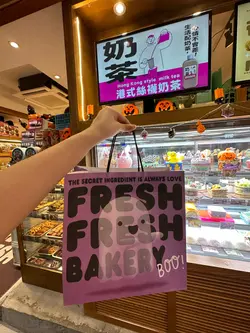 奶茶
Hong Kong style milk tea
港式絲襪奶茶
THE SECRET INGREDIENT IS ALWAYS LOVE
FRESH
FRESH
BAKERY
BOO!